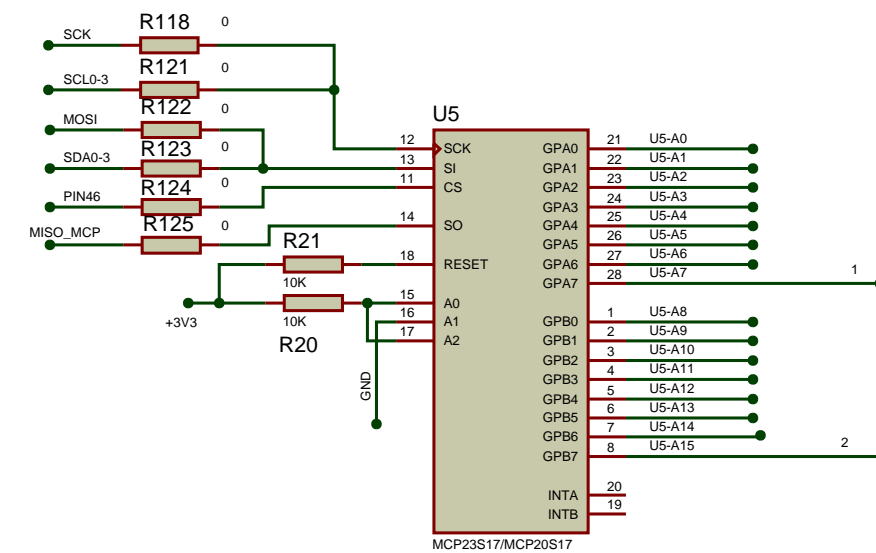 R118 0
SCK
R121 0
SCL0-3
R122 0
MOSI
R123 0
SDA0-3
R124 0
PIN46
R125 0
MISO_MCP
R21
10K
+3V3
10K
R20
GND
U5
12 SCK
13 SI
11 CS
14 SO
18 RESET
15 A0
16 A1
17 A2
GPA0 21 U5-A0
GPA1 22 U5-A1
GPA2 23 U5-A2
GPA3 24 U5-A3
GPA4 25 U5-A4
GPA5 26 U5-A5
GPA6 27 U5-A6
GPA7 28 U5-A7 1
GPB0 1 U5-A8
GPB1 2 U5-A9
GPB2 3 U5-A10
GPB3 4 U5-A11
GPB4 5 U5-A12
GPB5 6 U5-A13
GPB6 7 U5-A14
GPB7 8 U5-A15 2
INTA 20
INTB 19
MCP23S17/MCP20S17